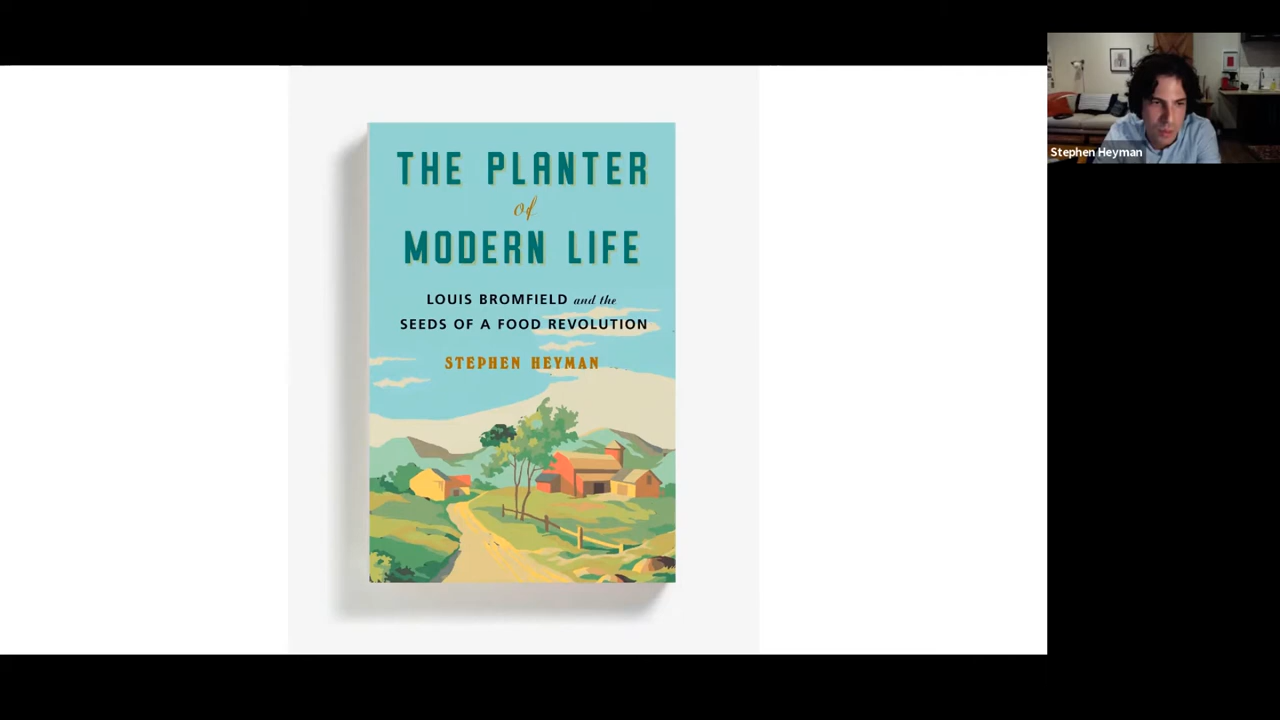 THE PLANTER
of
MODERN LIFE
LOUIS BROMFIELD and the
SEEDS OF A FOOD REVOLUTION
STEPHEN HEYMAN
Stephen Heyman